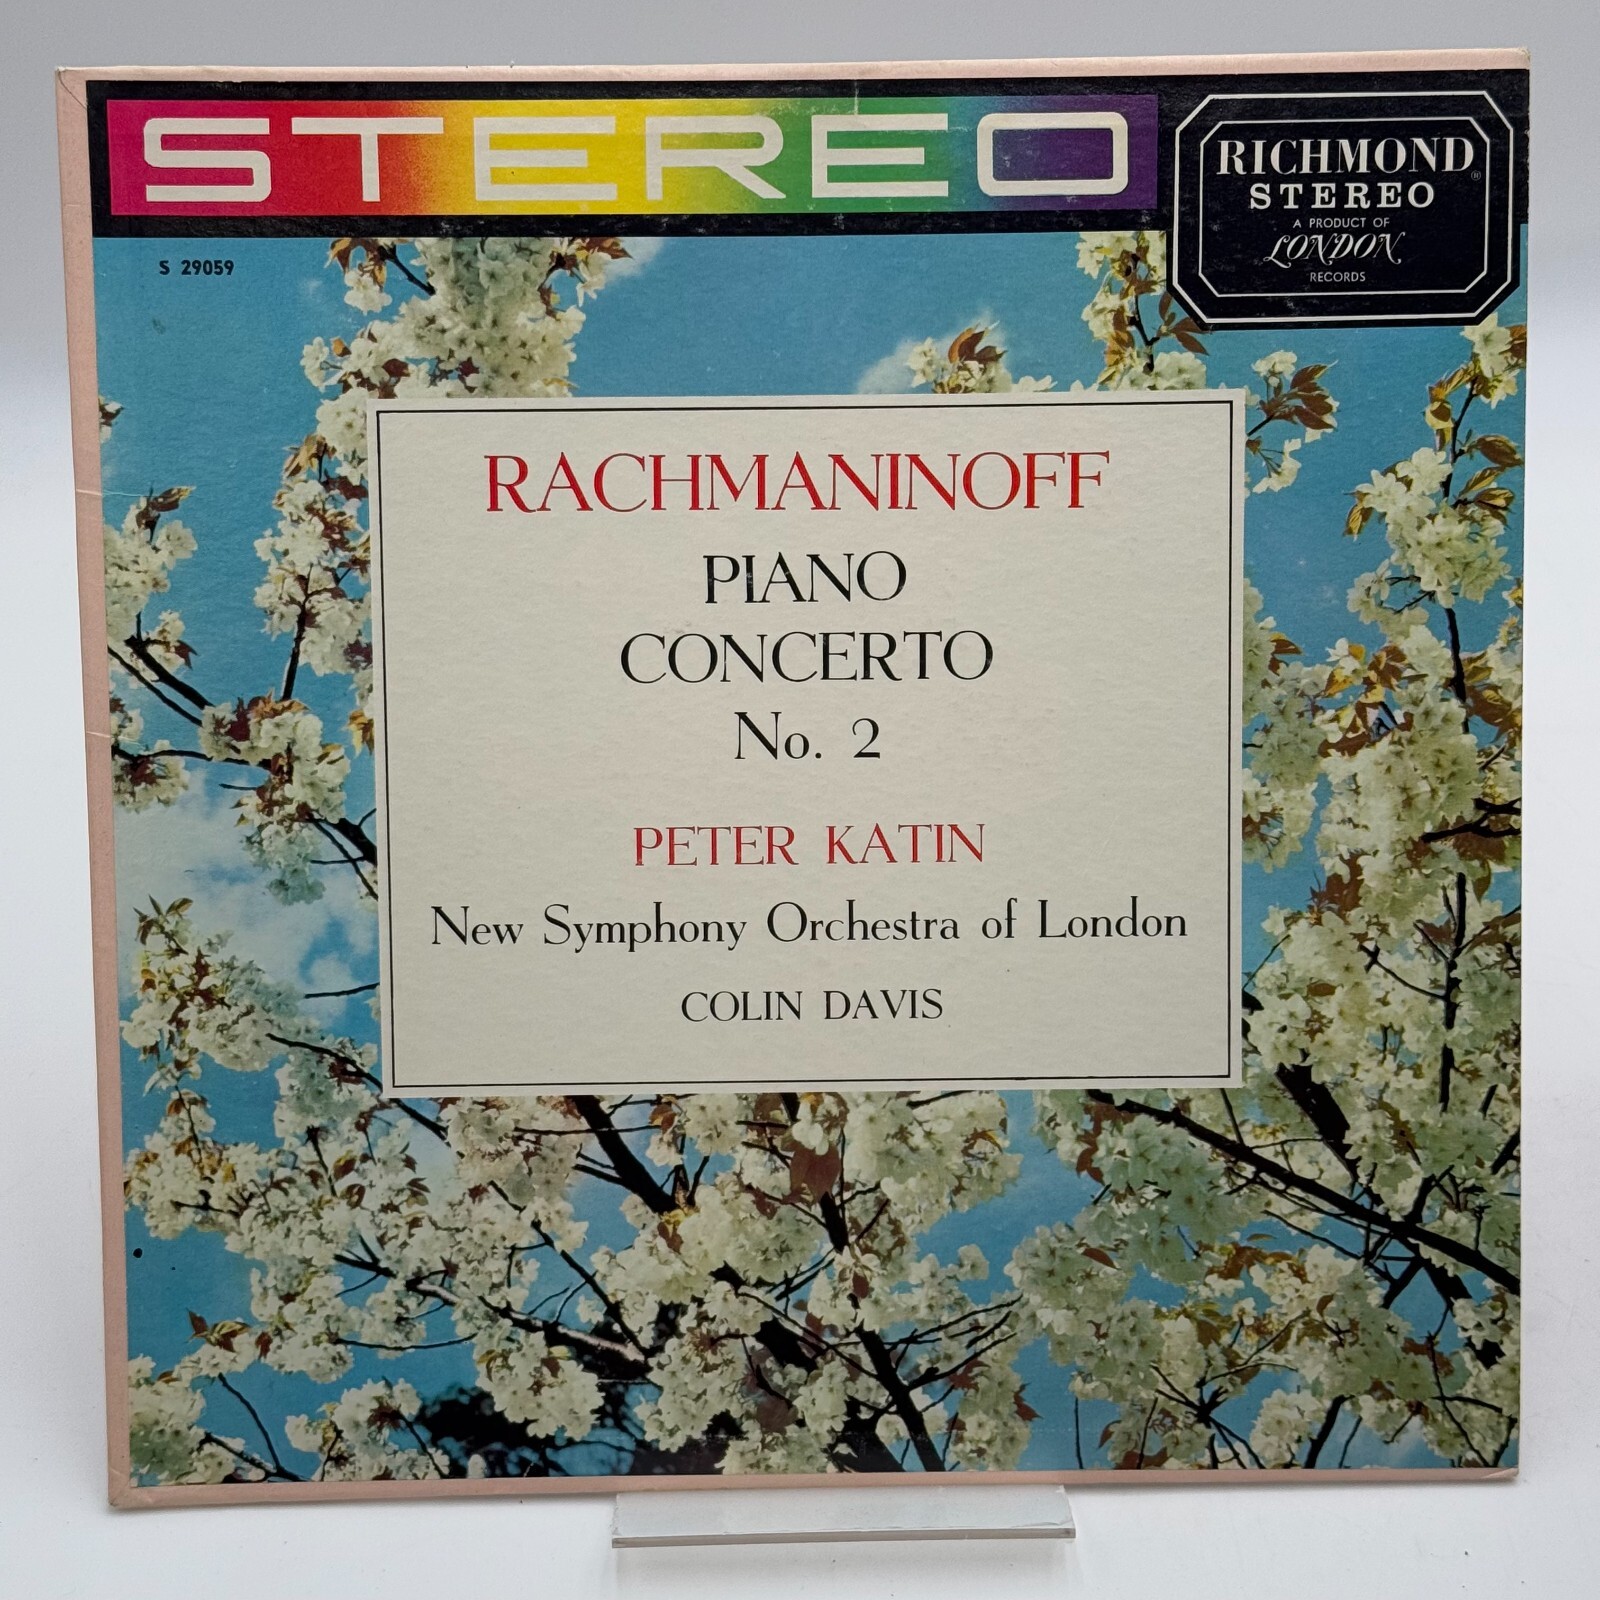 STEREO
RICHMOND ®
STEREO
A PRODUCT OF
LONDON
RECORDS
S 29059
RACHMANINOFF
PIANO
CONCERTO
No. 2
PETER KATIN
New Symphony Orchestra of London
COLIN DAVIS